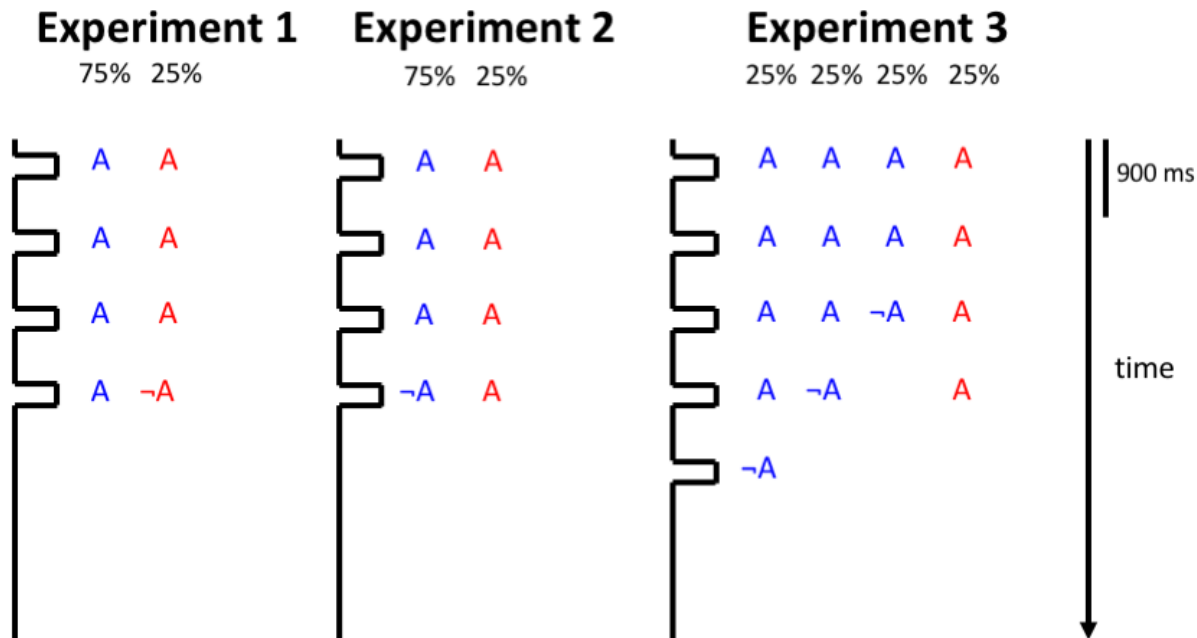 Experiment 1 Experiment 2 Experiment 3
75% 25% 75% 25% 25% 25% 25% 25%
A A A A A A A A
900 ms
A A A A A A A A
A A A A A A ¬A A
A ¬A ¬A A A ¬A A
time
¬A